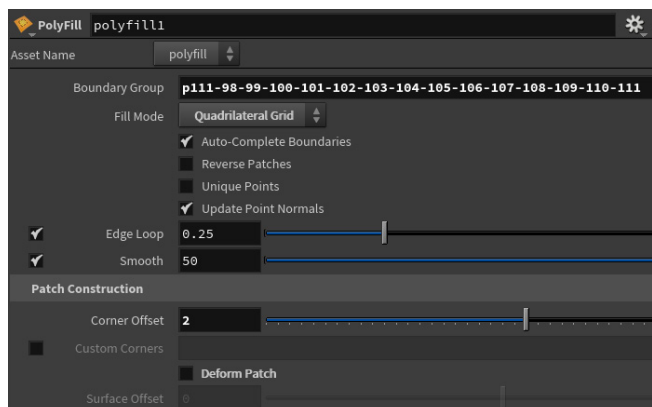 PolyFill polyfill1
Asset Name polyfill
Boundary Group p111-98-99-100-101-102-103-104-105-106-107-108-109-110-111
Fill Mode Quadrilateral Grid
Auto-Complete Boundaries
Reverse Patches
Unique Points
Update Point Normals
Edge Loop 0.25
Smooth 50
Patch Construction
Corner Offset 2
Custom Corners
Deform Patch
Surface Offset 0